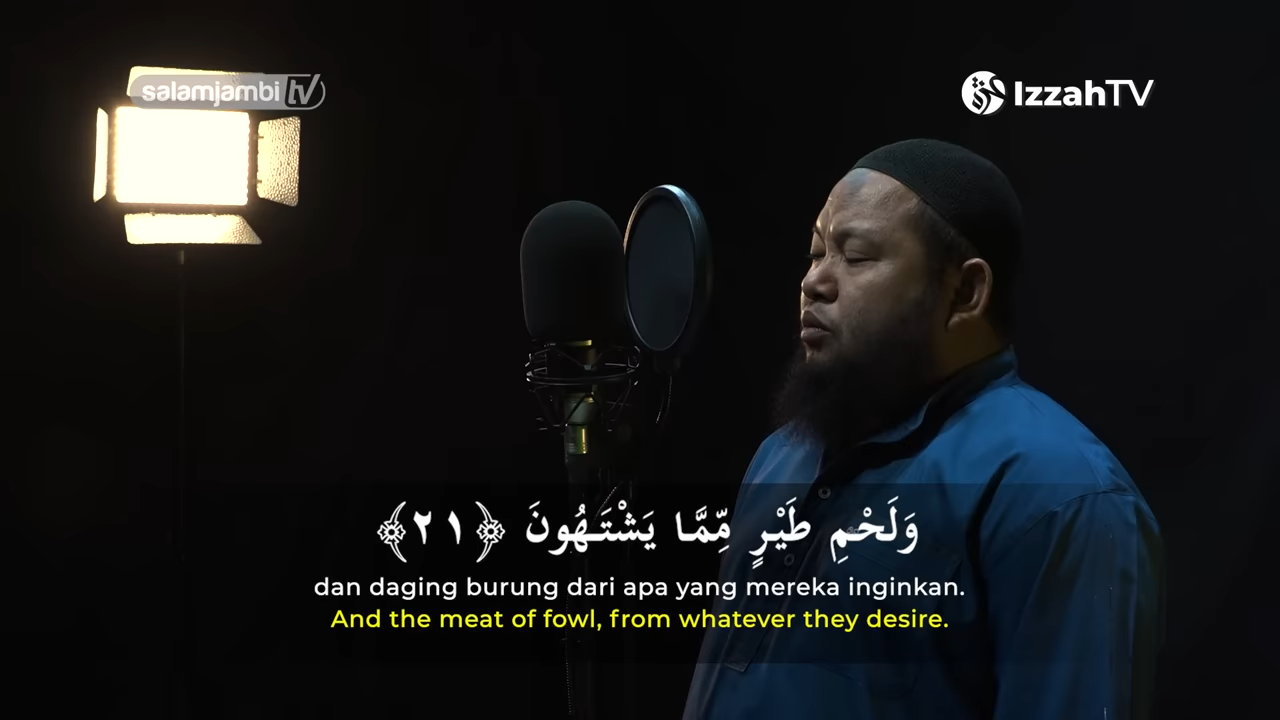 salamjambi tv
IzzahTV
وَلَحْمِ طَيْرٍ مِّمَّا يَشْتَهُونَ ﴿٢١﴾
dan daging burung dari apa yang mereka inginkan.
And the meat of fowl, from whatever they desire.